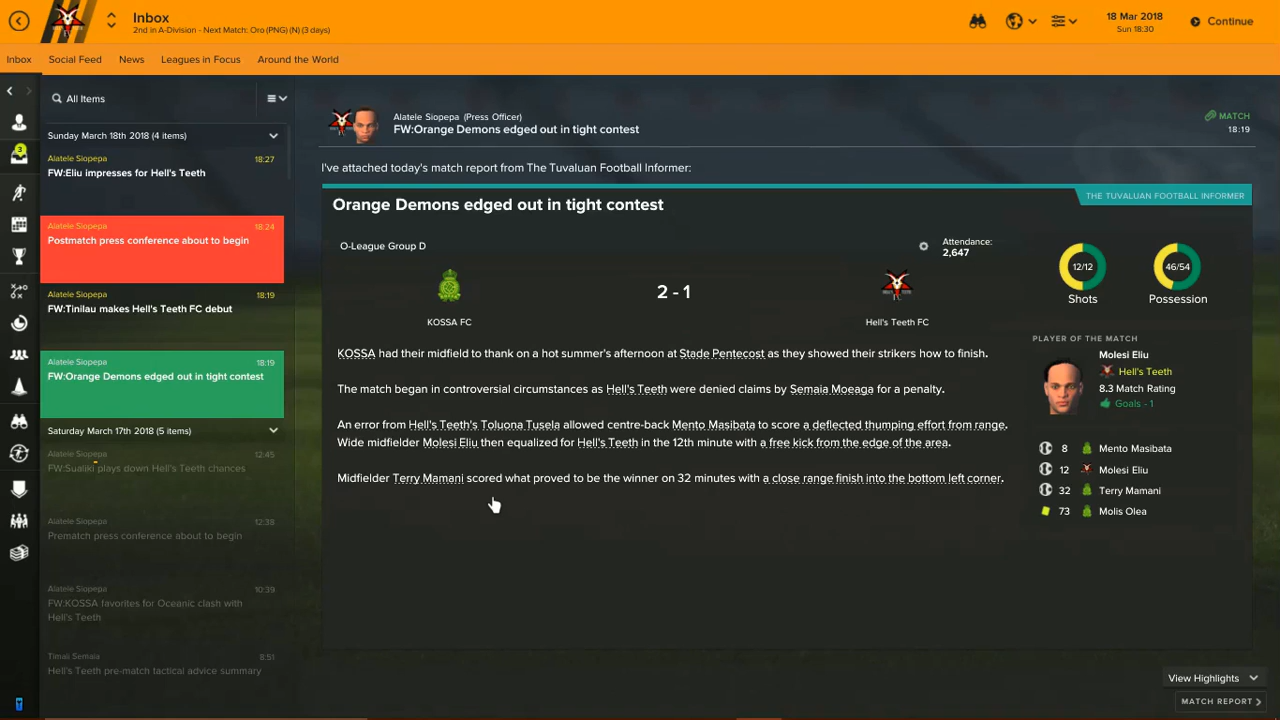 Inbox
2nd in A-Division - Next Match: Oro (PNG) (N) (3 days)
18 Mar 2018
Sun 18:30
Continue
Inbox
Social Feed
News
Leagues in Focus
Around the World
All Items
Sunday March 18th 2018 (4 items)
Alatele Siopepa 18:27
FW:Eliu impresses for Hell's Teeth
3
Alatele Siopepa 18:24
Postmatch press conference about to begin
Alatele Siopepa 18:19
FW:Tinilau makes Hell's Teeth FC debut
Alatele Siopepa 18:19
FW:Orange Demons edged out in tight contest
Saturday March 17th 2018 (5 items)
Alatele Siopepa 12:45
FW:Sualiki plays down Hell's Teeth chances
Alatele Siopepa 12:38
Prematch press conference about to begin
Alatele Siopepa 10:39
FW:KOSSA favorites for Oceanic clash with
Hell's Teeth
Timali Semaia 8:51
Hell's Teeth pre-match tactical advice summary
Alatele Siopepa (Press Officer)
FW:Orange Demons edged out in tight contest
MATCH
18:19
I've attached today's match report from The Tuvaluan Football Informer:
THE TUVALUAN FOOTBALL INFORMER
Orange Demons edged out in tight contest
O-League Group D
Attendance:
2,647
2 - 1
KOSSA FC
Hell's Teeth FC
12/12
Shots
46/54
Possession
KOSSA had their midfield to thank on a hot summer's afternoon at Stade Pentecost as they showed their strikers how to finish.
The match began in controversial circumstances as Hell's Teeth were denied claims by Semaia Moeaga for a penalty.
An error from Hell's Teeth's Toluona Tusela allowed centre-back Mento Masibata to score a deflected thumping effort from range.
Wide midfielder Molesi Eliu then equalized for Hell's Teeth in the 12th minute with a free kick from the edge of the area.
Midfielder Terry Mamani scored what proved to be the winner on 32 minutes with a close range finish into the bottom left corner.
PLAYER OF THE MATCH
Molesi Eliu
Hell's Teeth
8.3 Match Rating
Goals - 1
8 Mento Masibata
12 Molesi Eliu
32 Terry Mamani
73 Molis Olea
View Highlights
MATCH REPORT